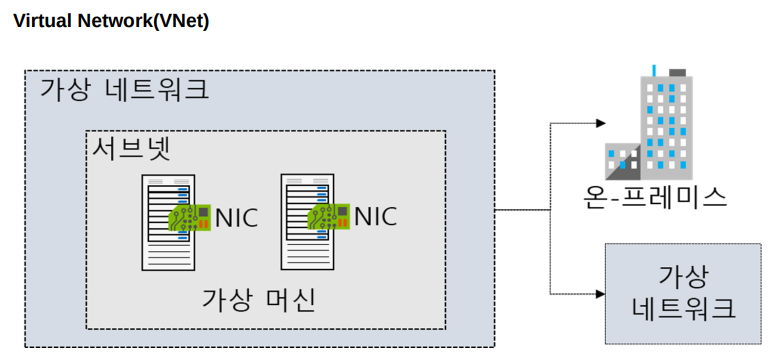 Virtual Network(VNet)
가상 네트워크
서브넷
NIC
NIC
가상 머신
온-프레미스
가상
네트워크